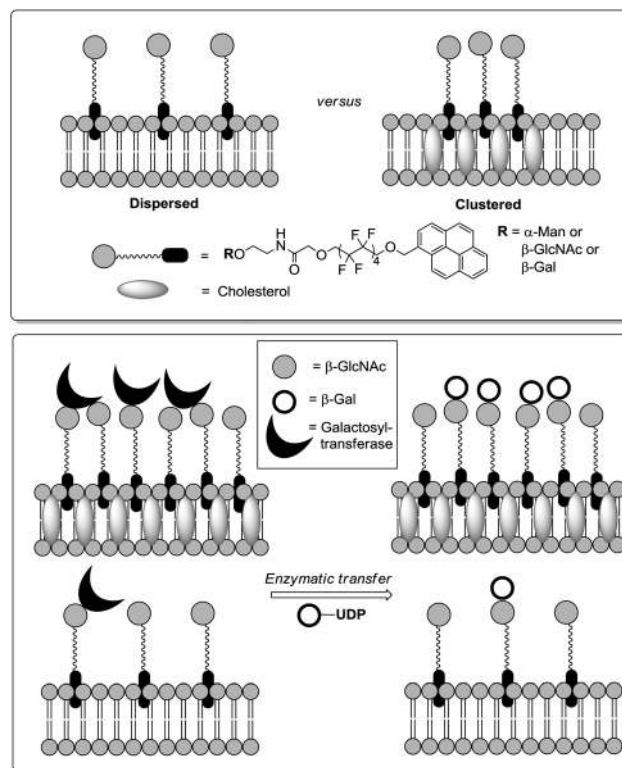 versus
Dispersed
Clustered
= RO
H
N
O
O
F F
F F
4
O
R = α-Man or
β-GlcNAc or
β-Gal
= Cholesterol
= β-GlcNAc
= β-Gal
= Galactosyl-
transferase
Enzymatic transfer
UDP